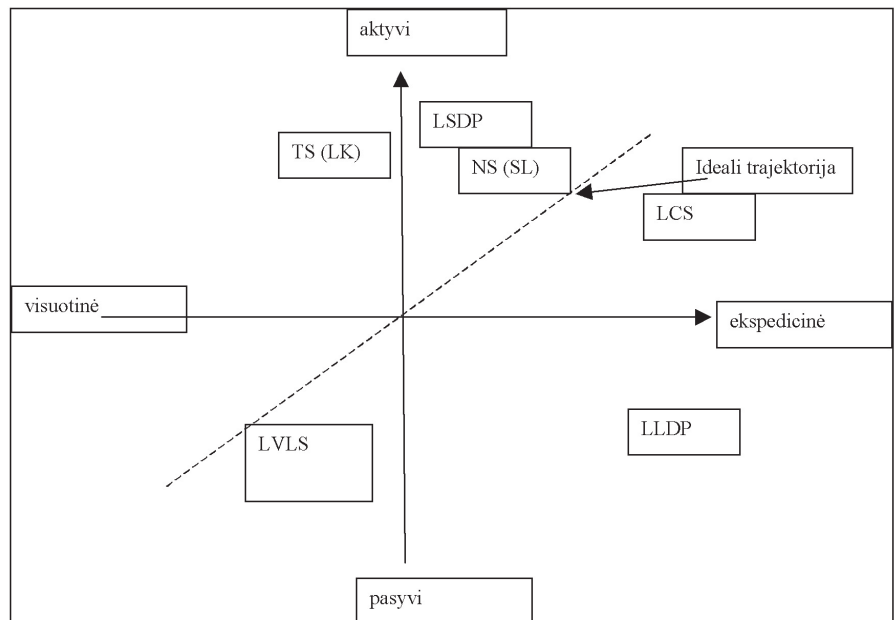 aktyvi
LSDP
TS (LK)
NS (SL)
Ideali trajektorija
LCS
visuotinė
ekspedicinė
LVLS
LLDP
pasyvi